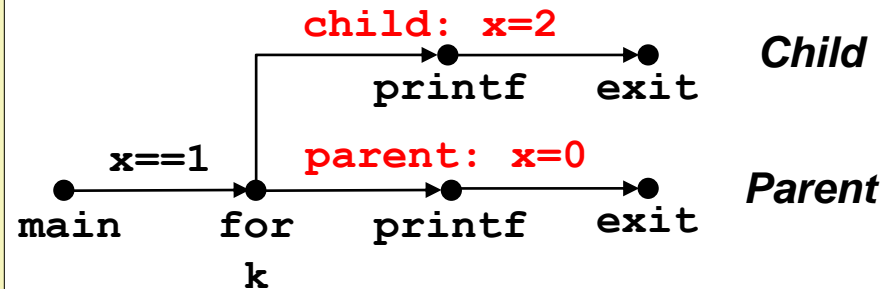 child: x=2
Child
printf exit
x==1 parent: x=0
Parent
main for printf exit
k